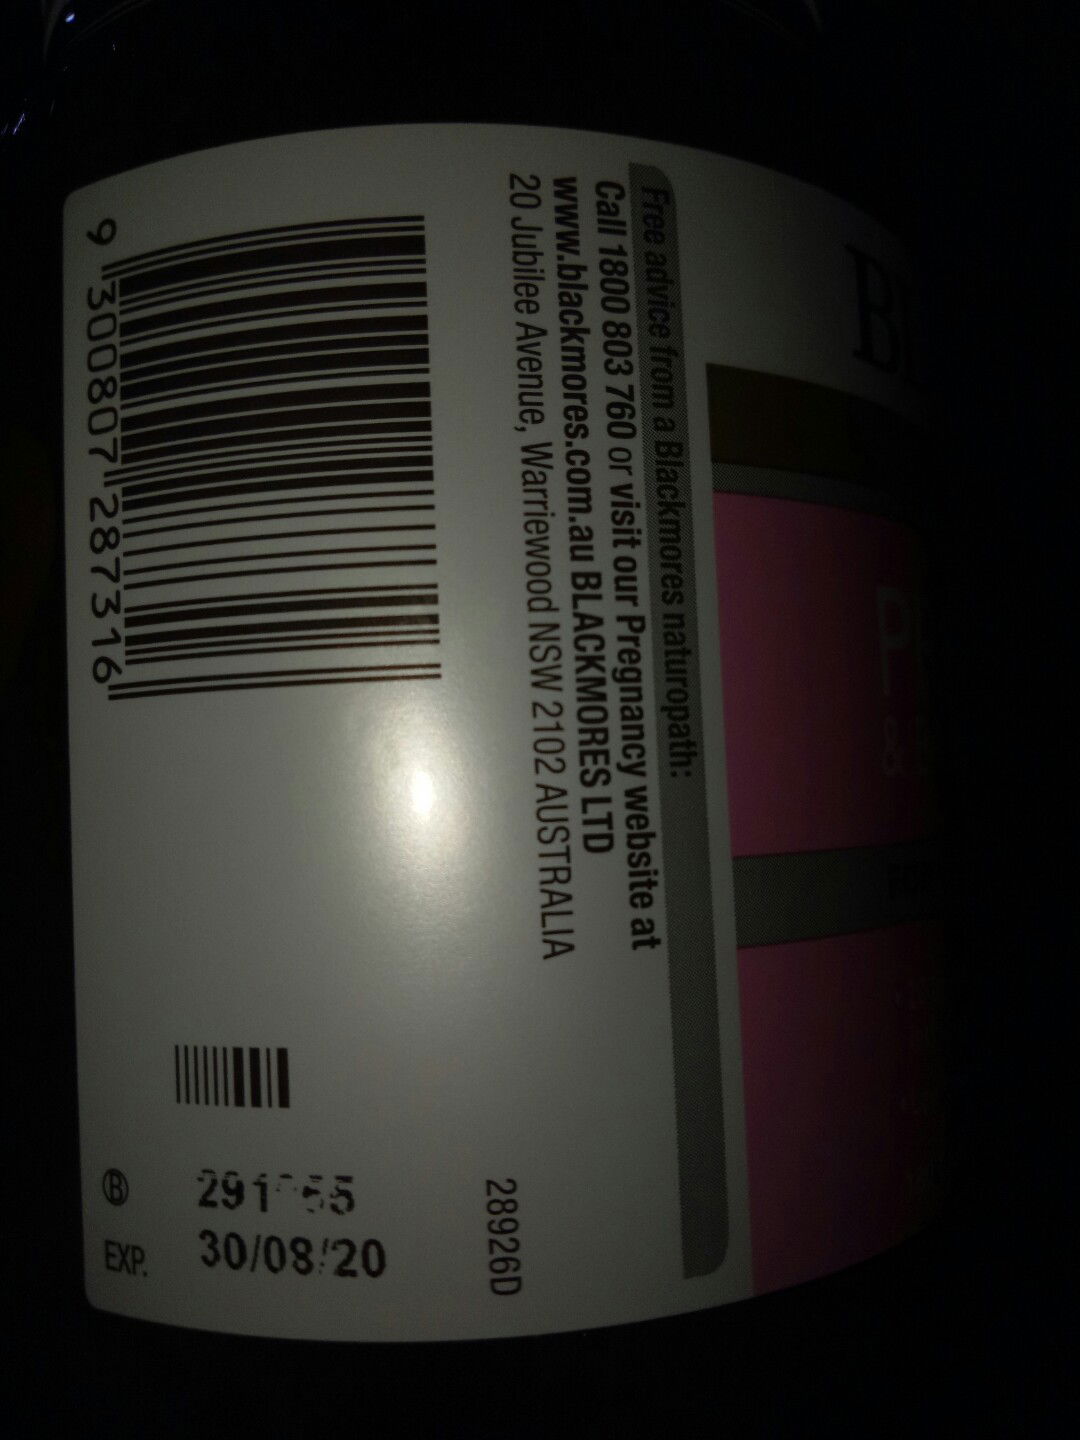 Free advice from a Blackmores naturopath:
Call 1800 803 760 or visit our Pregnancy website at
www.blackmores.com.au BLACKMORES LTD
20 Jubilee Avenue, Warriewood NSW 2102 AUSTRALIA
9 300807 287316
28926D
B
EXP. 30/08/20